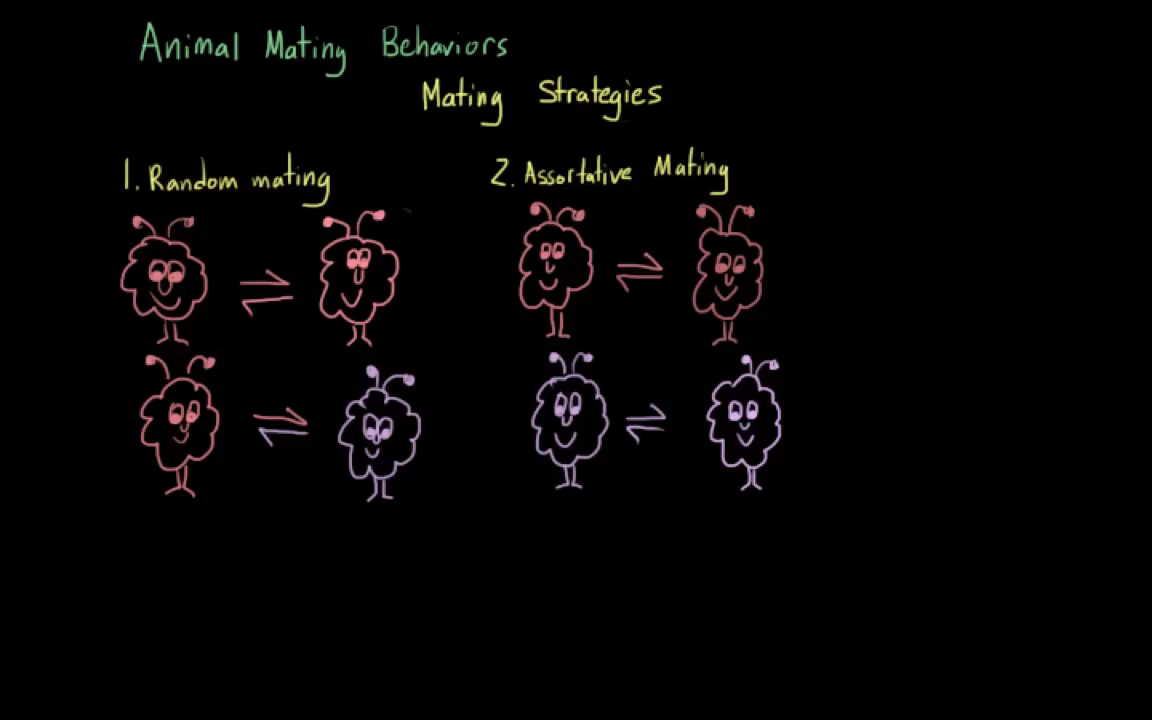 Animal Mating Behaviors
Mating Strategies
1. Random mating
2. Assortative Mating